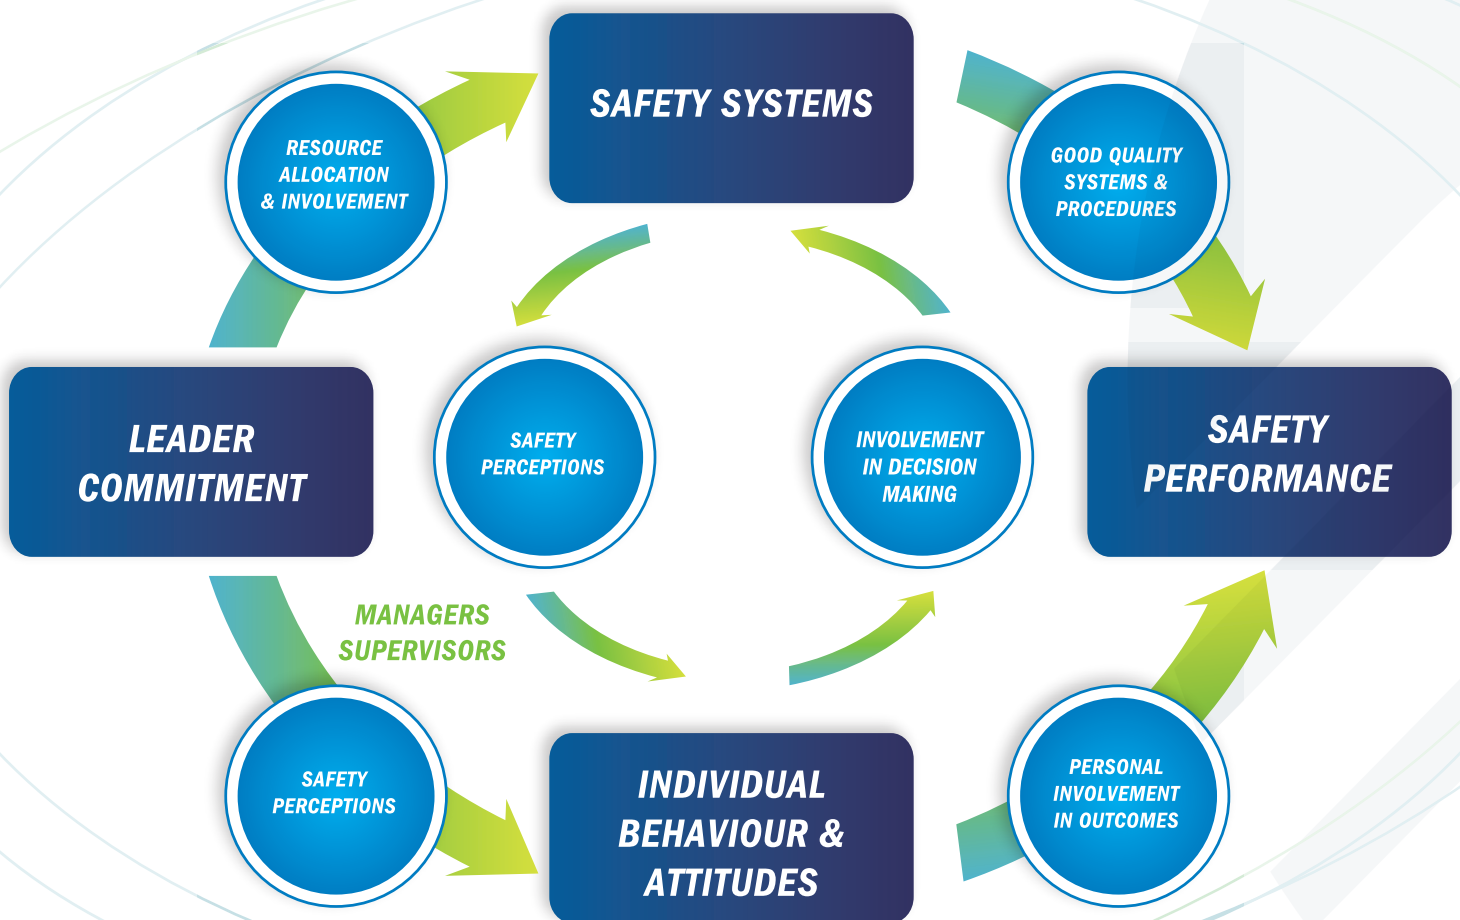 SAFETY SYSTEMS
RESOURCE
ALLOCATION
& INVOLVEMENT
GOOD QUALITY
SYSTEMS &
PROCEDURES
LEADER
COMMITMENT
SAFETY
PERCEPTIONS
INVOLVEMENT
IN DECISION
MAKING
SAFETY
PERFORMANCE
MANAGERS
SUPERVISORS
SAFETY
PERCEPTIONS
INDIVIDUAL
BEHAVIOUR &
ATTITUDES
PERSONAL
INVOLVEMENT
IN OUTCOMES